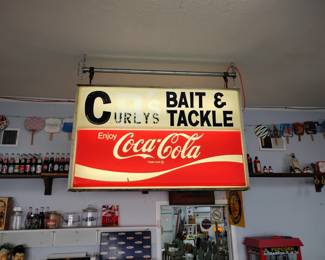 CURLYS BAIT &
TACKLE
Enjoy
Coca-Cola